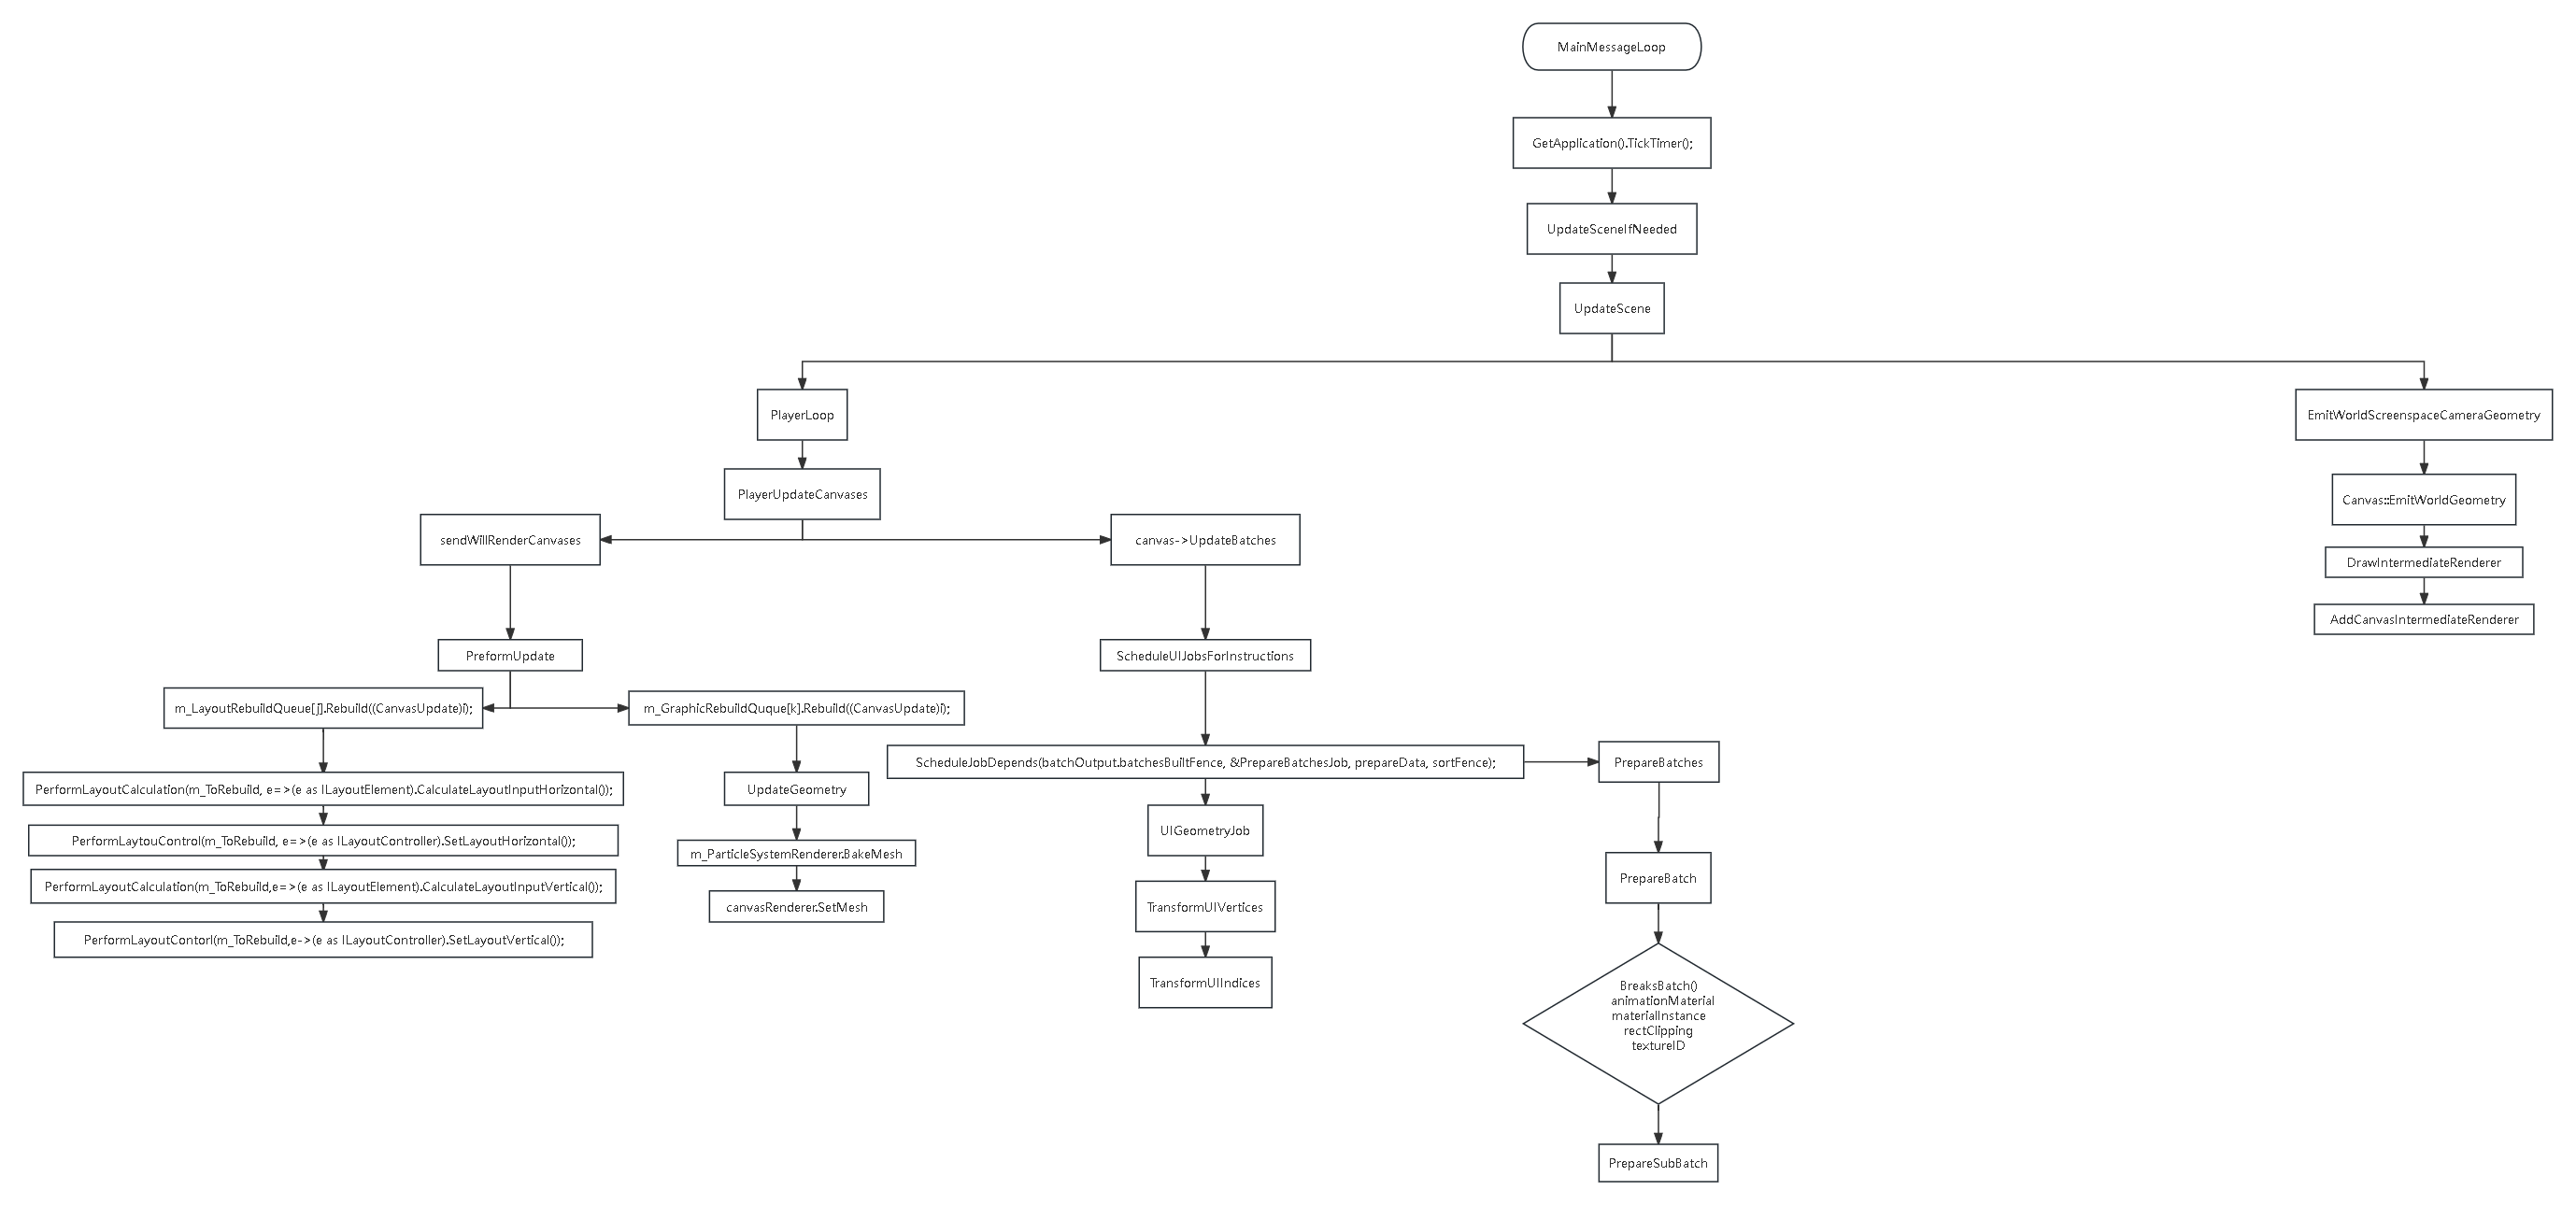 MainMessageLoop
GetApplication().TickTimer();
UpdateSceneIfNeeded
UpdateScene
PlayerLoop
EmitWorldScreenspaceCameraGeometry
PlayerUpdateCanvases
Canvas::EmitWorldGeometry
sendWillRenderCanvases
canvas->UpdateBatches
DrawIntermediateRenderer
AddCanvasIntermediateRenderer
PreformUpdate
ScheduleUIJobsForInstructions
m_LayoutRebuildQueue[j].Rebuild((CanvasUpdate)i);
m_GraphicRebuildQuque[k].Rebuild((CanvasUpdate)i);
ScheduleJobDepends(batchOutput.batchesBuiltFence, &PrepareBatchesJob, prepareData, sortFence);
PrepareBatches
PerformLayoutCalculation(m_ToRebuild, e=>(e as ILayoutElement).CalculateLayoutInputHorizontal());
UpdateGeometry
UIGeometryJob
PerformLaytouControl(m_ToRebuild, e=>(e as ILayoutController).SetLayoutHorizontal());
m_ParticleSystemRenderer.BakeMesh
PrepareBatch
PerformLayoutCalculation(m_ToRebuild,e=>(e as ILayoutElement).CalculateLayoutInputVertical());
canvasRenderer.SetMesh
TransformUIVertices
PerformLayoutContorl(m_ToRebuild,e->(e as ILayoutController).SetLayoutVertical());
TransformUIIndices
BreaksBatch()
animationMaterial
materialInstance
rectClipping
textureID
PrepareSubBatch